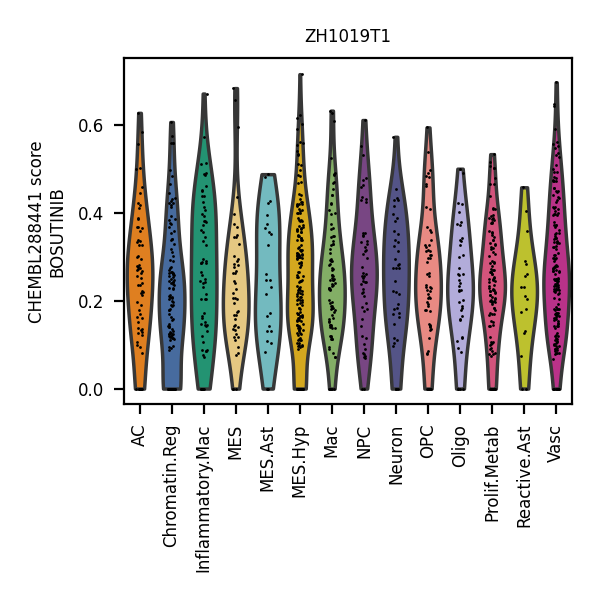 ZH1019T1
CHEMBL288441 score
BOSUTINIB
0.6
0.4
0.2
0.0
AC
Chromatin.Reg
Inflammatory.Mac
MES
MES.Ast
MES.Hyp
Mac
NPC
Neuron
OPC
Oligo
Prolif.Metab
Reactive.Ast
Vasc